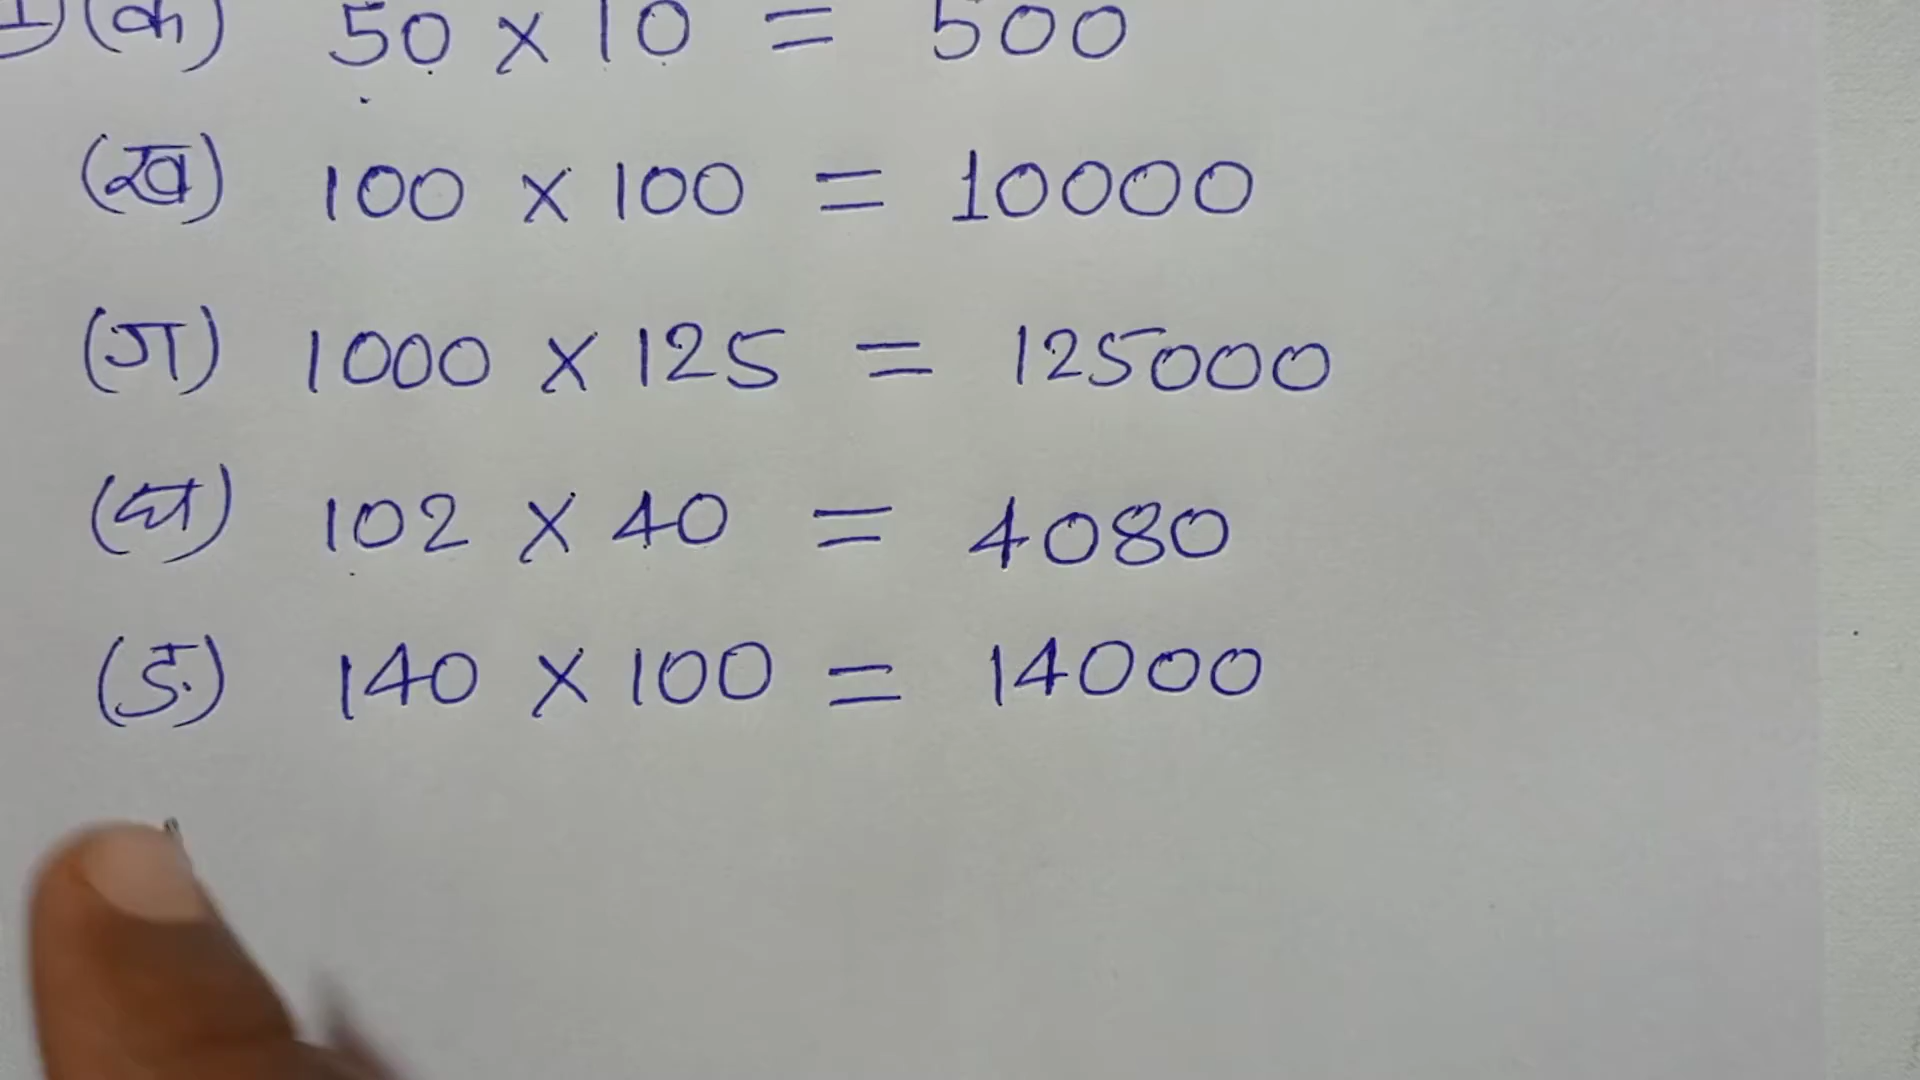 (क) 50 × 10 = 500
(ख) 100 × 100 = 10000
(ग) 1000 × 125 = 125000
(घ) 102 × 40 = 4080
(ङ) 140 × 100 = 14000